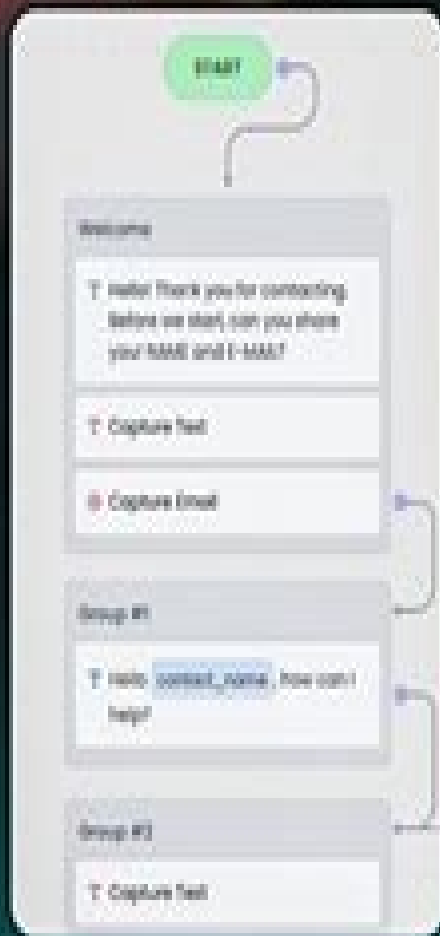 START
Welcome
Hello! Thank you for contacting.
Before we start, can you share
your NAME and E-MAIL?
Capture Text
Capture Email
Group #1
Hello contact_name, how can I
help?
Group #2
Capture Text